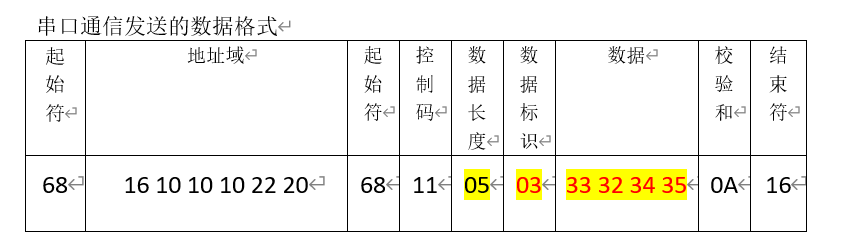 串口通信发送的数据格式
起始符 地址域 起始符 控制码 数据长度 数据标识 数据 校验和 结束符
68 16 10 10 10 22 20 68 11 05 03 33 32 34 35 0A 16